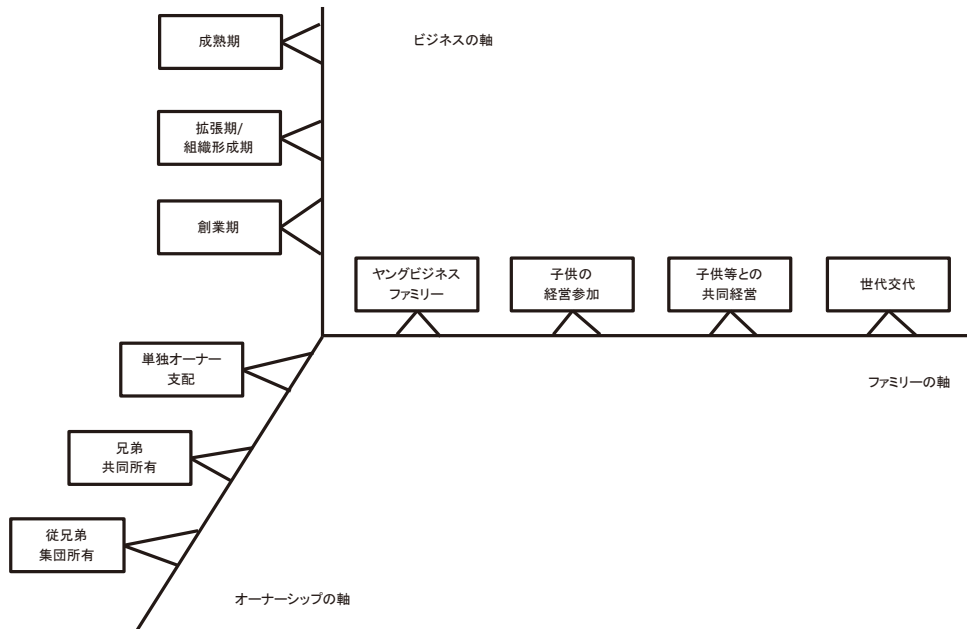 成熟期
ビジネスの軸
拡張期/
組織形成期
創業期
ヤングビジネス
ファミリー
子供の
経営参加
子供等との
共同経営
世代交代
単独オーナー
支配
ファミリーの軸
兄弟
共同所有
従兄弟
集団所有
オーナーシップの軸